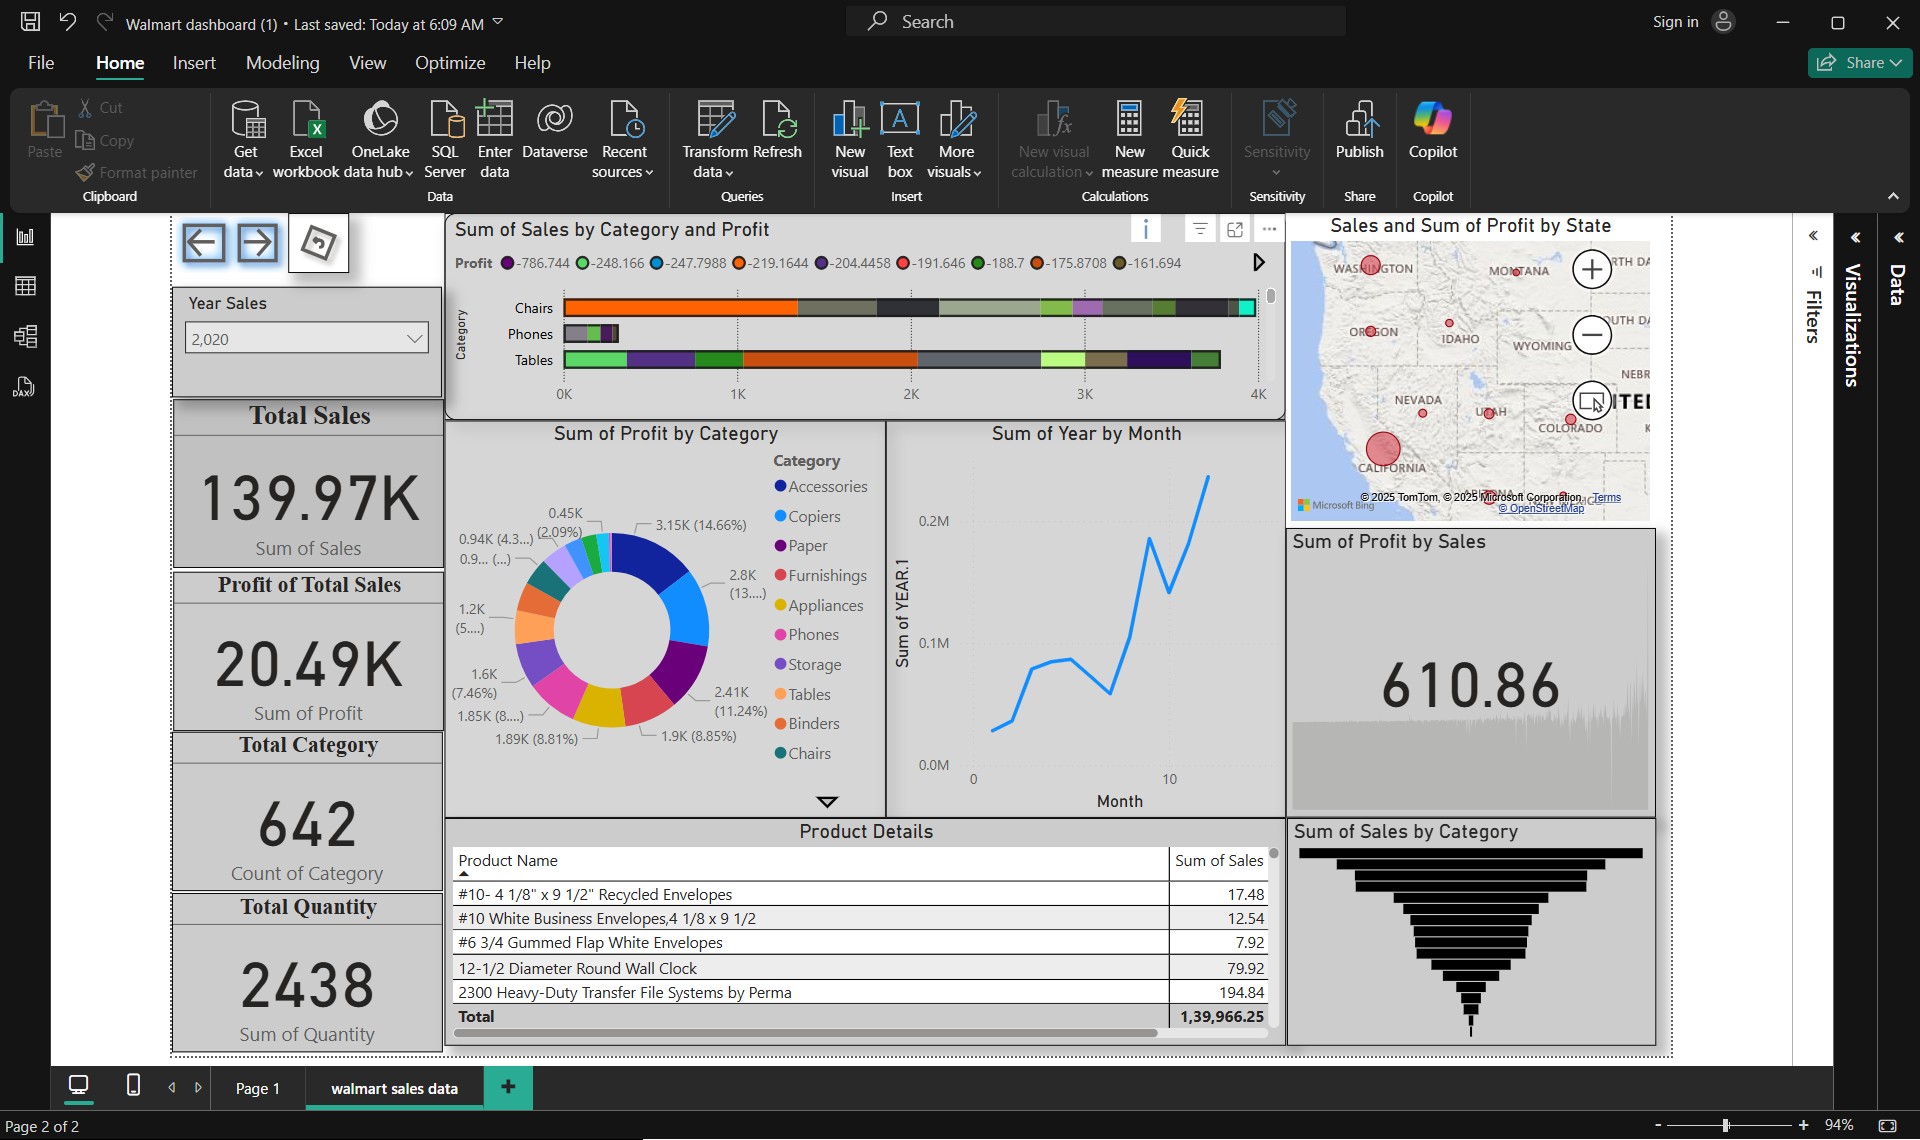 Walmart dashboard (1) • Last saved: Today at 6:09 AM
Search
Sign in
File
Home
Insert
Modeling
View
Optimize
Help
Share
Paste
Cut
Copy
Format painter
Clipboard
Get data
Excel workbook
OneLake data hub
SQL Server
Enter data
Dataverse
Recent sources
Data
Transform data
Refresh
Queries
New visual
Text box
More visuals
Insert
New visual calculation
New measure
Quick measure
Calculations
Sensitivity
Sensitivity
Publish
Share
Copilot
Copilot
Year Sales
2,020
Total Sales
139.97K
Sum of Sales
Profit of Total Sales
20.49K
Sum of Profit
Total Category
642
Count of Category
Total Quantity
2438
Sum of Quantity
Sum of Sales by Category and Profit
Profit -786.744 -248.166 -247.7988 -219.1644 -204.4458 -191.646 -188.7 -175.8708 -161.694
Category
Chairs
Phones
Tables
0K 1K 2K 3K 4K
Sum of Profit by Category
Category
Accessories
Copiers
Paper
Furnishings
Appliances
Phones
Storage
Tables
Binders
Chairs
3.15K (14.66%)
2.8K
(13....)
2.41K
(11.24%)
1.9K (8.85%)
1.89K (8.81%)
1.85K (8....)
1.6K
(7.46%)
1.2K
(5....)
0.9... (...)
0.94K (4.3...)
0.45K
(2.09%)
Sum of Year by Month
Sum of YEAR.1
0.2M
0.1M
0.0M
0 10
Month
Sales and Sum of Profit by State
WASHINGTON
MONTANA
OREGON
IDAHO
WYOMING
NEBR
NEVADA
UTAH
COLORADO
CALIFORNIA
Microsoft Bing
© 2025 TomTom, © 2025 Microsoft Corporation, Terms
© OpenStreetMap
Sum of Profit by Sales
610.86
Sum of Sales by Category
Product Details
Product Name Sum of Sales
#10- 4 1/8" x 9 1/2" Recycled Envelopes 17.48
#10 White Business Envelopes,4 1/8 x 9 1/2 12.54
#6 3/4 Gummed Flap White Envelopes 7.92
12-1/2 Diameter Round Wall Clock 79.92
2300 Heavy-Duty Transfer File Systems by Perma 194.84
Total 1,39,966.25
Filters
Visualizations
Data
DAX
Page 1
walmart sales data
Page 2 of 2
94%